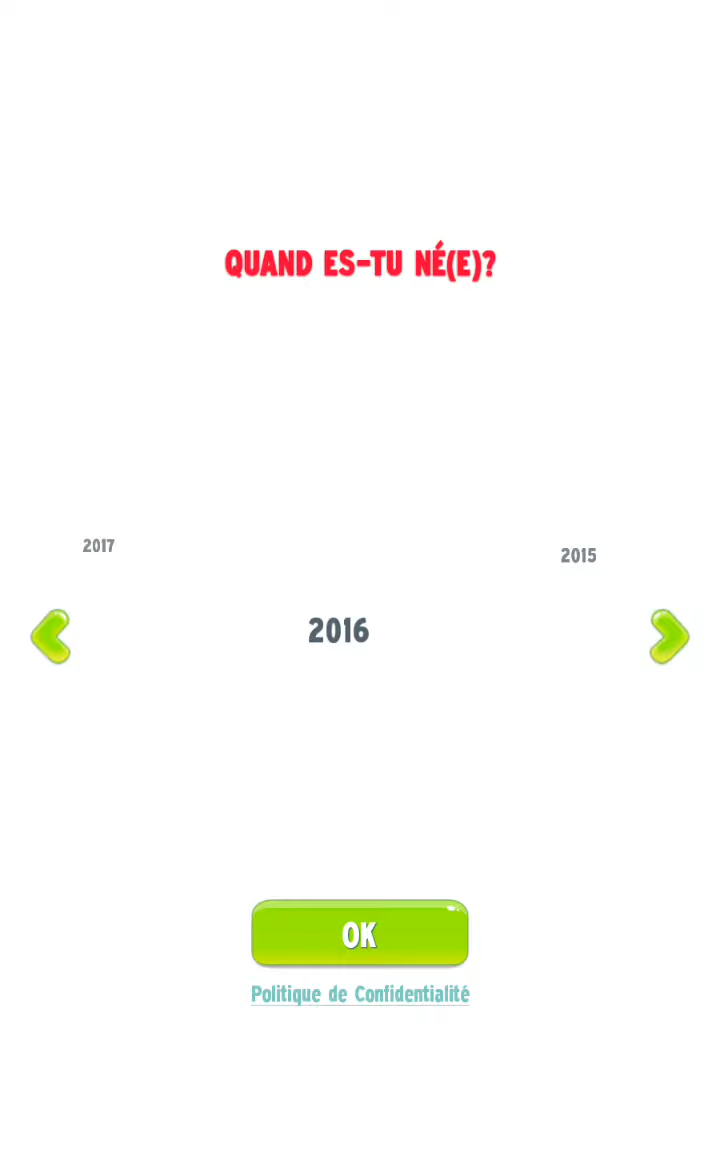 QUAND ES-TU NÉ(E)?
2017
2015
2016
OK
Politique de Confidentialité